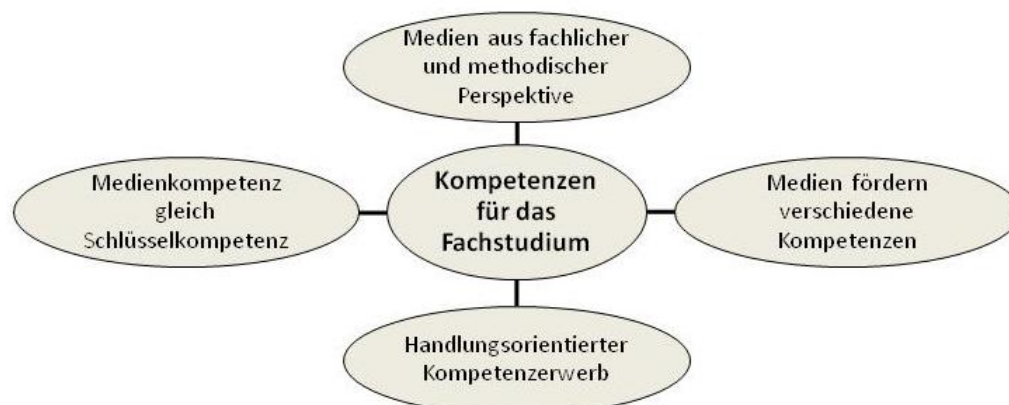 Medien aus fachlicher
und methodischer
Perspektive
Medienkompetenz
gleich
Schlüsselkompetenz
Kompetenzen
für das
Fachstudium
Medien fördern
verschiedene
Kompetenzen
Handlungsorientierter
Kompetenzerwerb